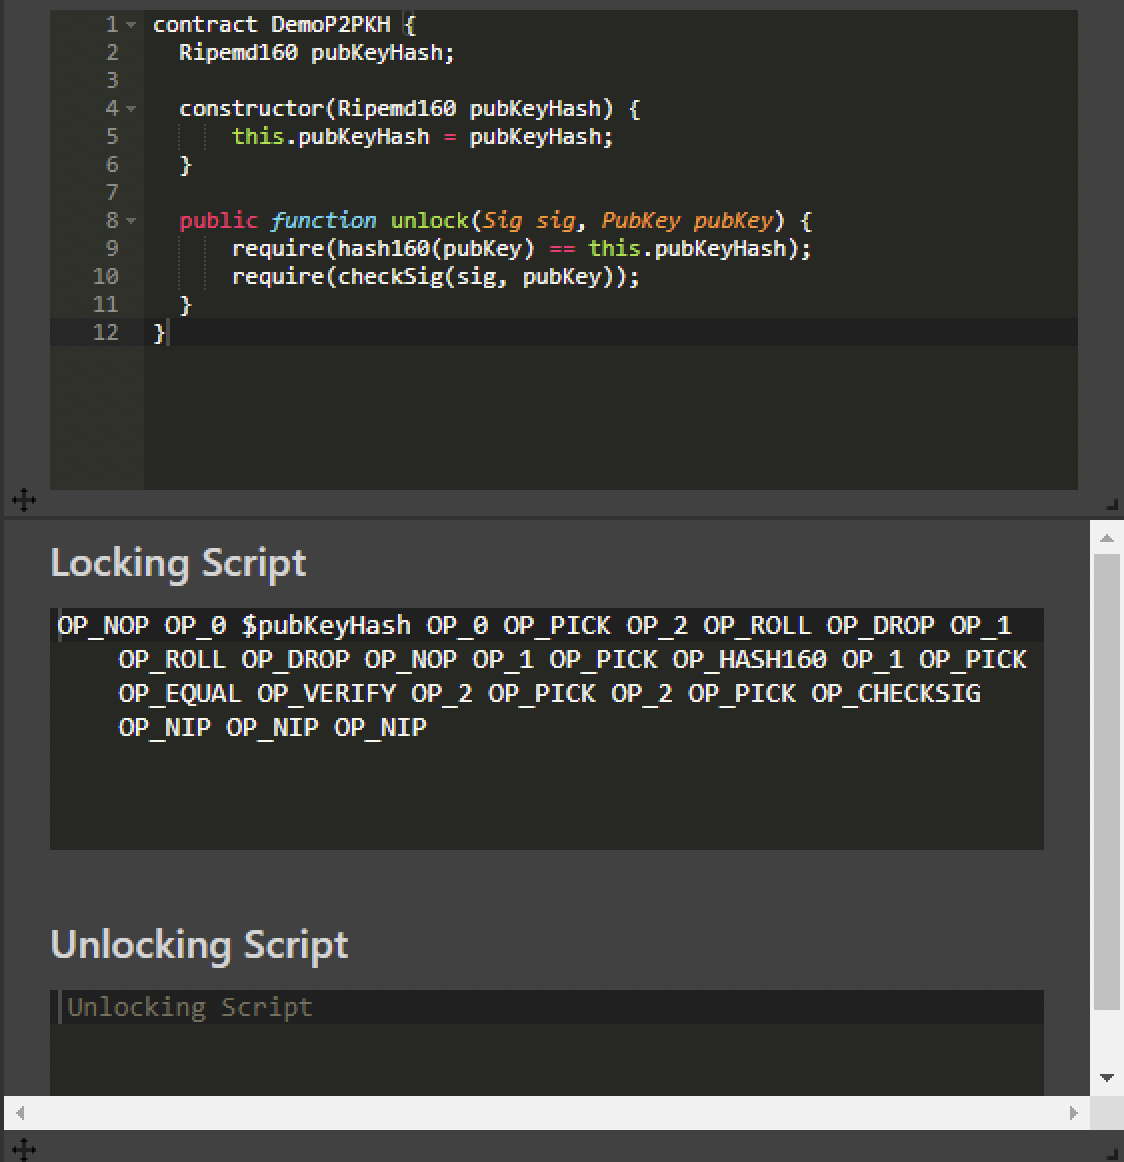 1 contract DemoP2PKH {
2 Ripemd160 pubKeyHash;
3
4 constructor(Ripemd160 pubKeyHash) {
5 this.pubKeyHash = pubKeyHash;
6 }
7
8 public function unlock(Sig sig, PubKey pubKey) {
9 require(hash160(pubKey) == this.pubKeyHash);
10 require(checkSig(sig, pubKey));
11 }
12 }
Locking Script
OP_NOP OP_0 $pubKeyHash OP_0 OP_PICK OP_2 OP_ROLL OP_DROP OP_1
OP_ROLL OP_DROP OP_NOP OP_1 OP_PICK OP_HASH160 OP_1 OP_PICK
OP_EQUAL OP_VERIFY OP_2 OP_PICK OP_2 OP_PICK OP_CHECKSIG
OP_NIP OP_NIP OP_NIP
Unlocking Script
Unlocking Script